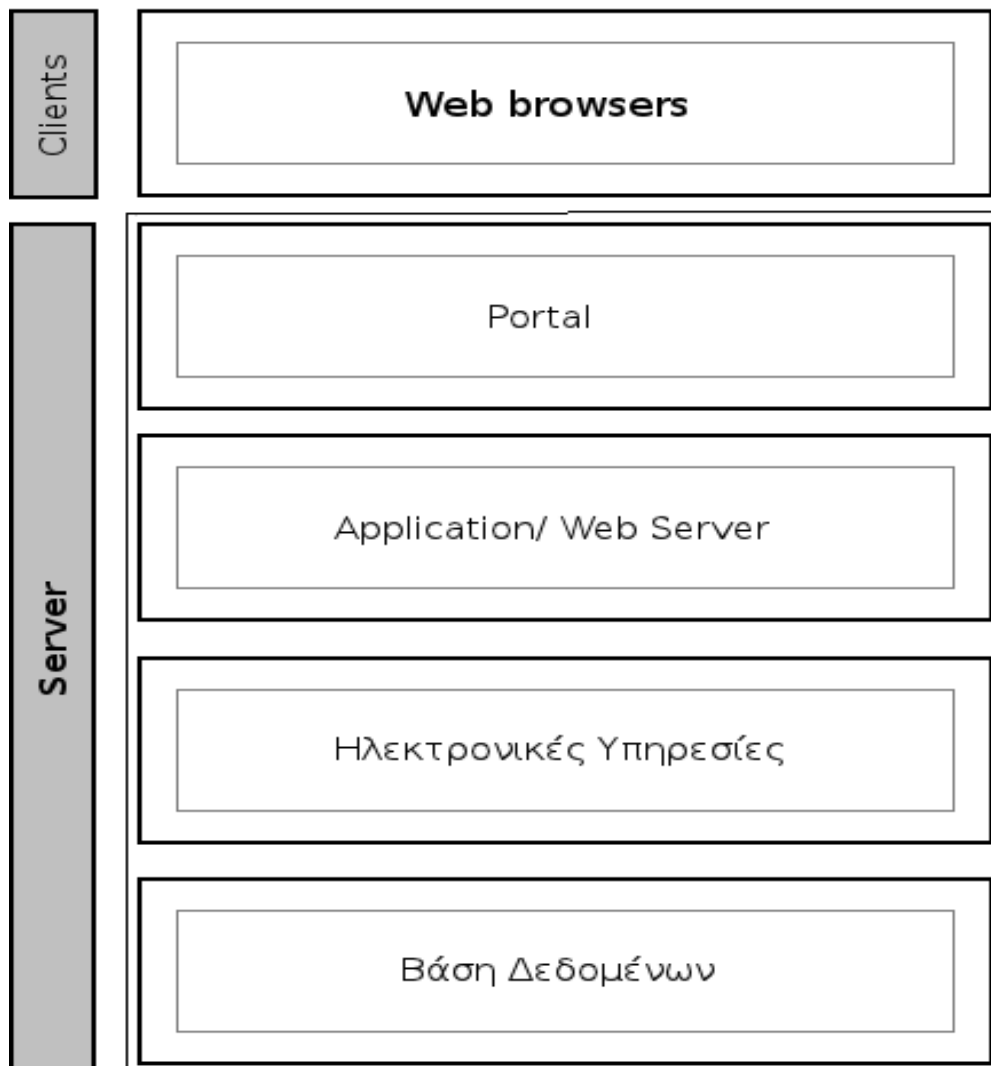 Clients
Web browsers
Server
Portal
Application/ Web Server
Ηλεκτρονικές Υπηρεσίες
Βάση Δεδομένων